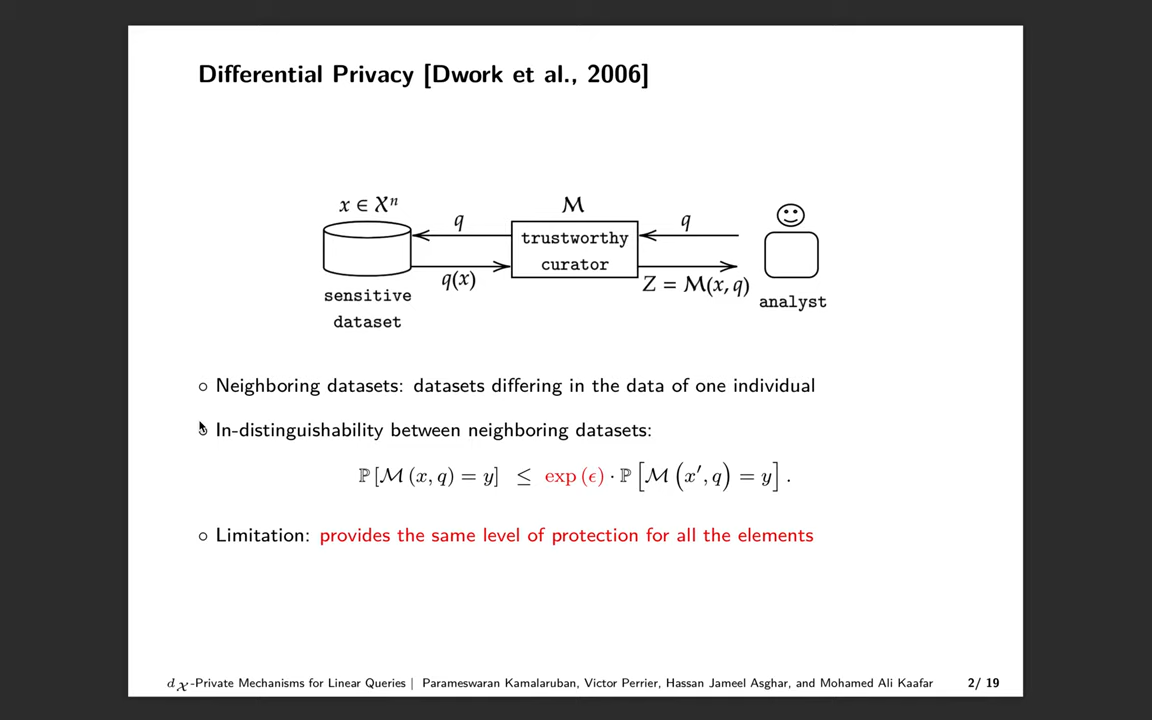 Differential Privacy [Dwork et al., 2006]
x ∈ Xⁿ
M
q
q
trustworthy
curator
q(x)
Z = M(x, q)
sensitive
dataset
analyst
○ Neighboring datasets: datasets differing in the data of one individual
○ In-distinguishability between neighboring datasets:
ℙ [M (x, q) = y] ≤ exp (ϵ) · ℙ [M (x′, q) = y] .
○ Limitation: provides the same level of protection for all the elements
d_X-Private Mechanisms for Linear Queries | Parameswaran Kamalaruban, Victor Perrier, Hassan Jameel Asghar, and Mohamed Ali Kaafar 2/ 19